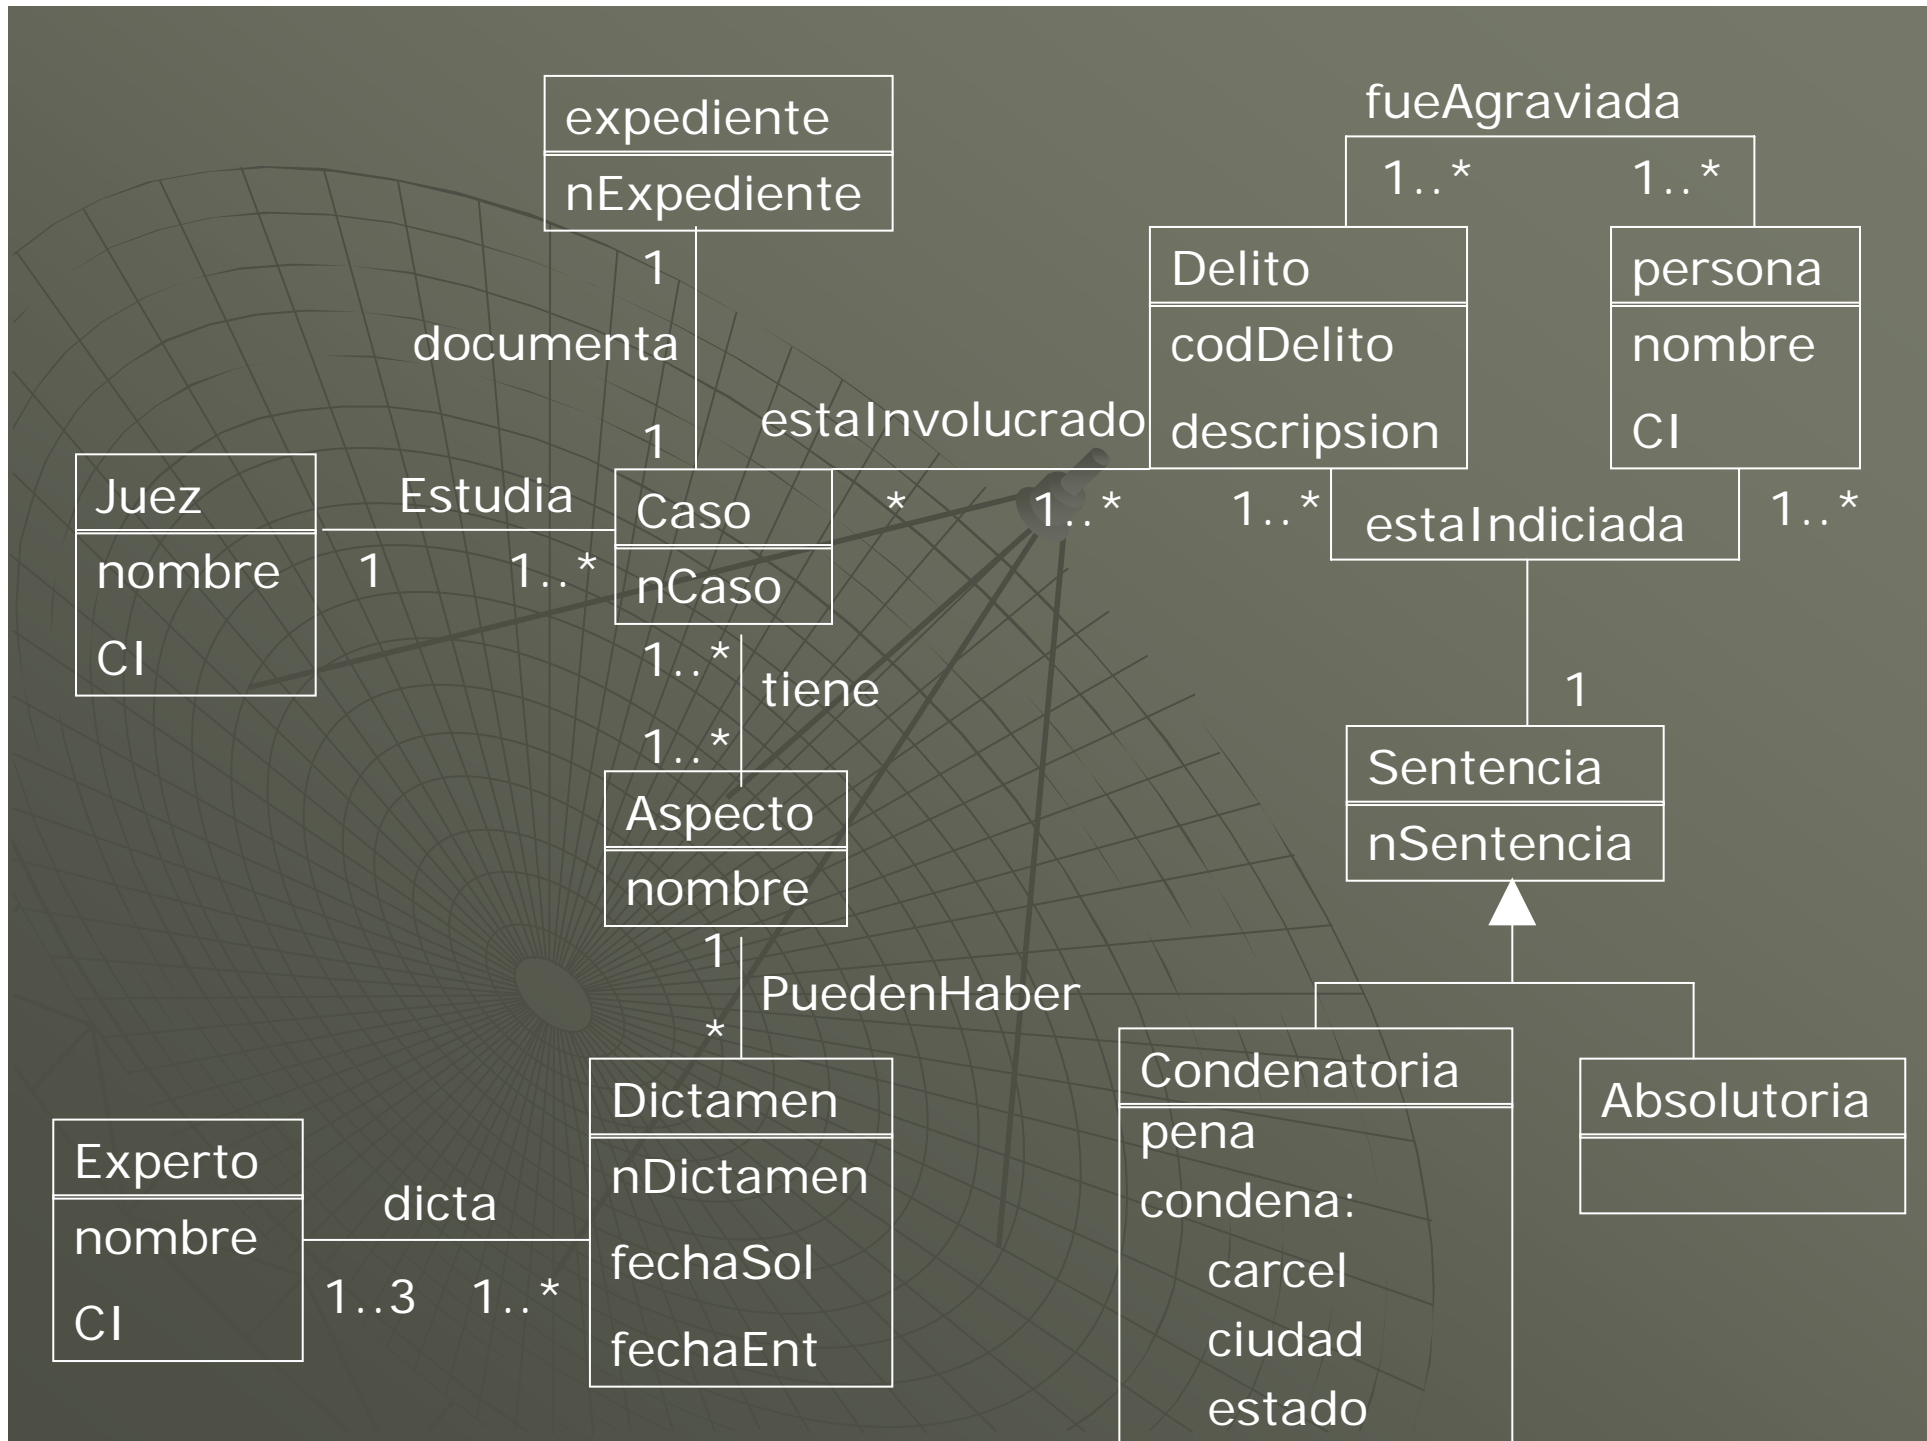 expediente
nExpediente
1
documenta
1
fueAgraviada
1..* 1..*
Delito
codDelito
descripsion
persona
nombre
CI
estaInvolucrado
* 1..*
Juez
nombre
CI
Estudia
1 1..*
Caso
nCaso
1..* 1..*
estaIndiciada
1
1..*
tiene
1..*
Aspecto
nombre
1
PuedenHaber
*
Sentencia
nSentencia
Dictamen
nDictamen
fechaSol
fechaEnt
Experto
nombre
CI
dicta
1..3 1..*
Condenatoria
pena
condena:
carcel
ciudad
estado
Absolutoria